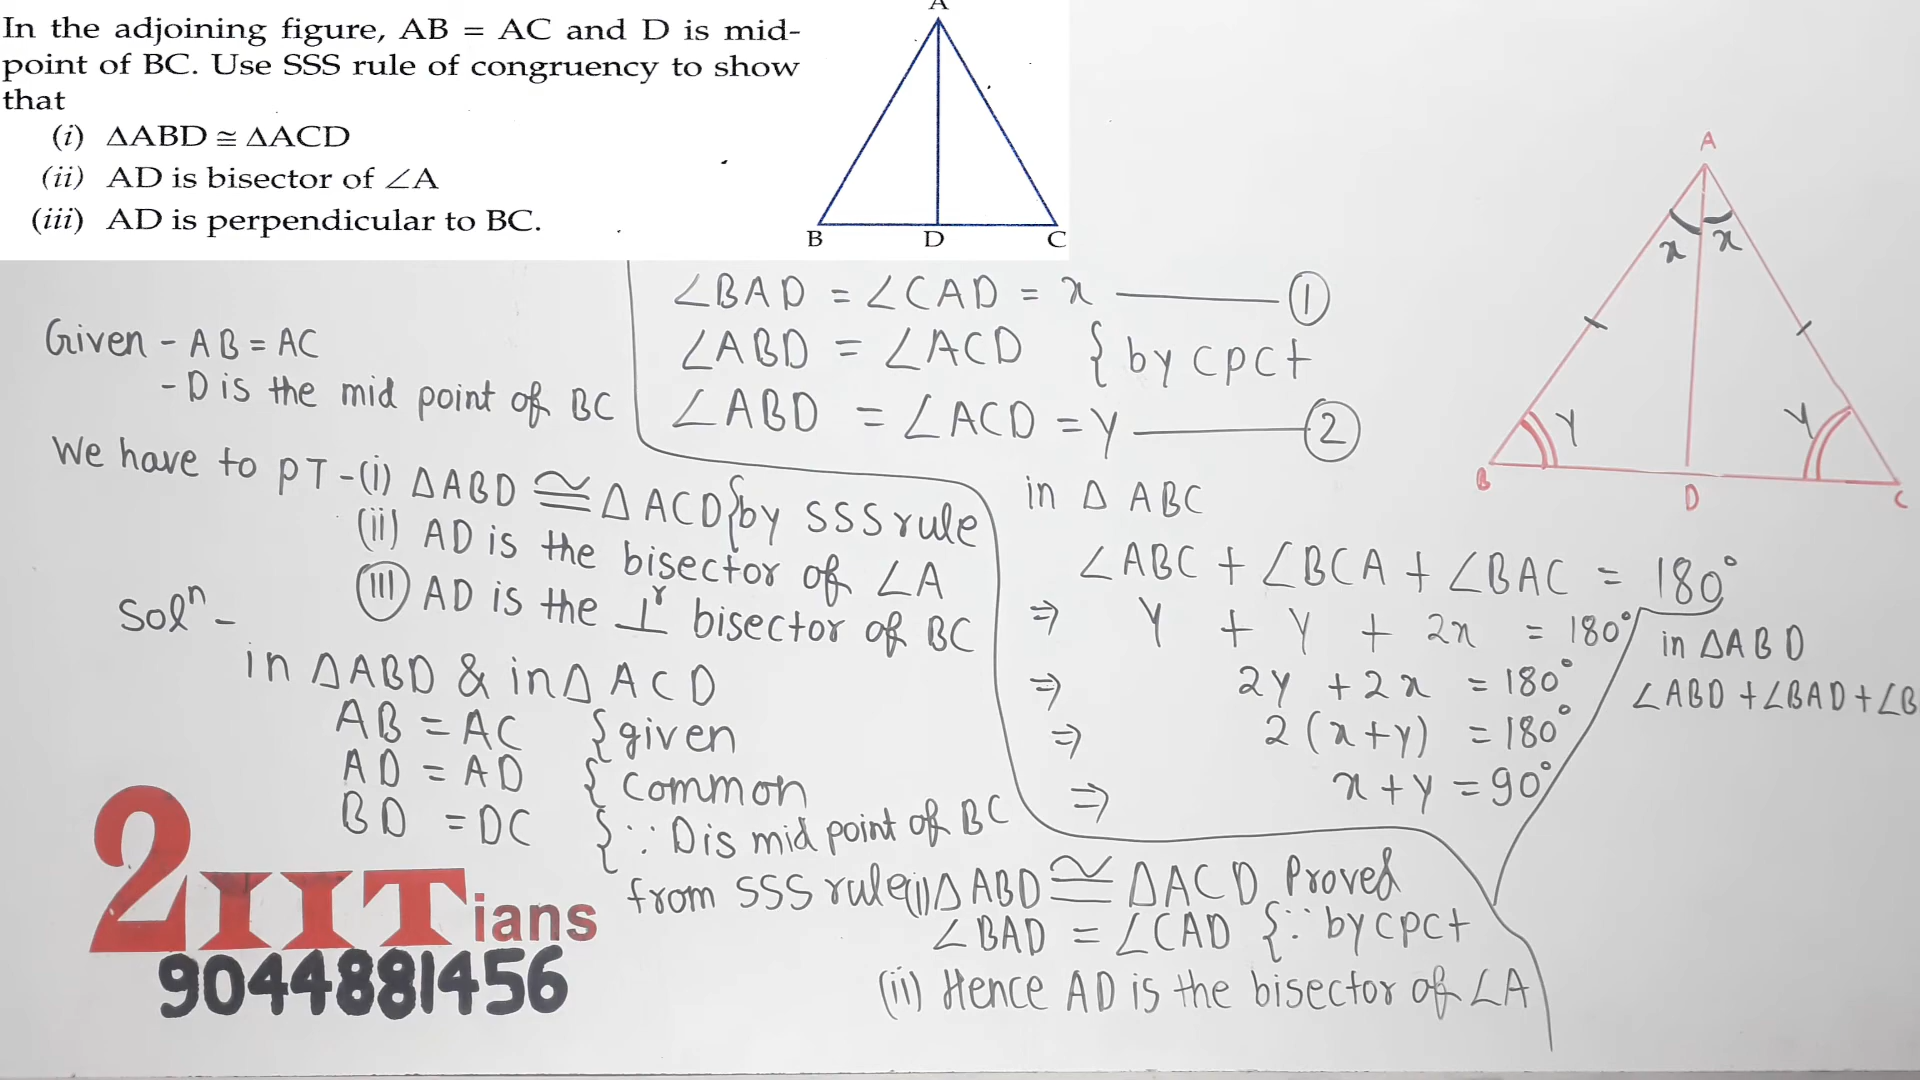 In the adjoining figure, AB = AC and D is mid-
point of BC. Use SSS rule of congruency to show
that
(i) ΔABD ≅ ΔACD
(ii) AD is bisector of ∠A
(iii) AD is perpendicular to BC.
A
B D C
Given - AB = AC
- D is the mid point of BC
We have to PT - (i) ΔABD ≅ ΔACD {by SSS rule
(ii) AD is the bisector of ∠A
(III) AD is the ⊥ʳ bisector of BC
Solⁿ -
in ΔABD & in Δ ACD
AB = AC {given
AD = AD {common
BD = DC {∵ D is mid point of BC
from SSS rule (i) ΔABD ≅ ΔACD Proved
∠BAD = ∠CAD {∵ by CPCT
(ii) Hence AD is the bisector of ∠A
∠BAD = ∠CAD = x — ①
∠ABD = ∠ACD {by CPCT
∠ABD = ∠ACD = y — ②
in Δ ABC
∠ABC + ∠BCA + ∠BAC = 180°
⇒ y + y + 2x = 180°
⇒ 2y + 2x = 180°
⇒ 2(x+y) = 180°
⇒ x + y = 90°
in ΔABD
∠ABD + ∠BAD + ∠B
A
x x
y y
B D C
2IITians
9044881456